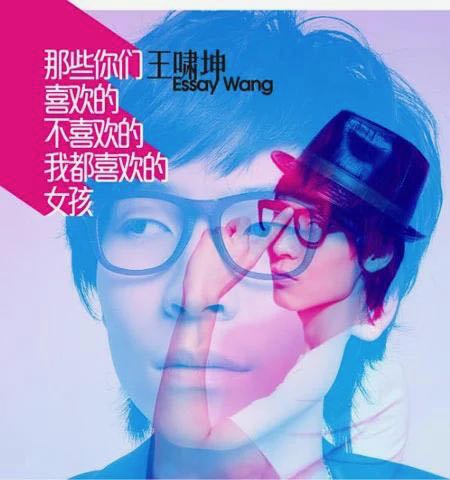 那些你们
喜欢的
不喜欢的
我都喜欢的
女孩
王啸坤
Essay Wang